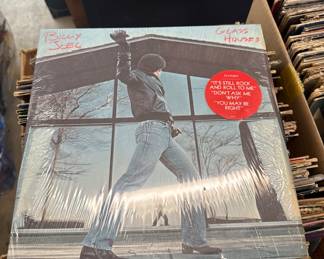 BILLY JOEL
GLASS HOUSES
"IT'S STILL ROCK
AND ROLL TO ME"
"DON'T ASK ME
WHY"
"YOU MAY BE
RIGHT"